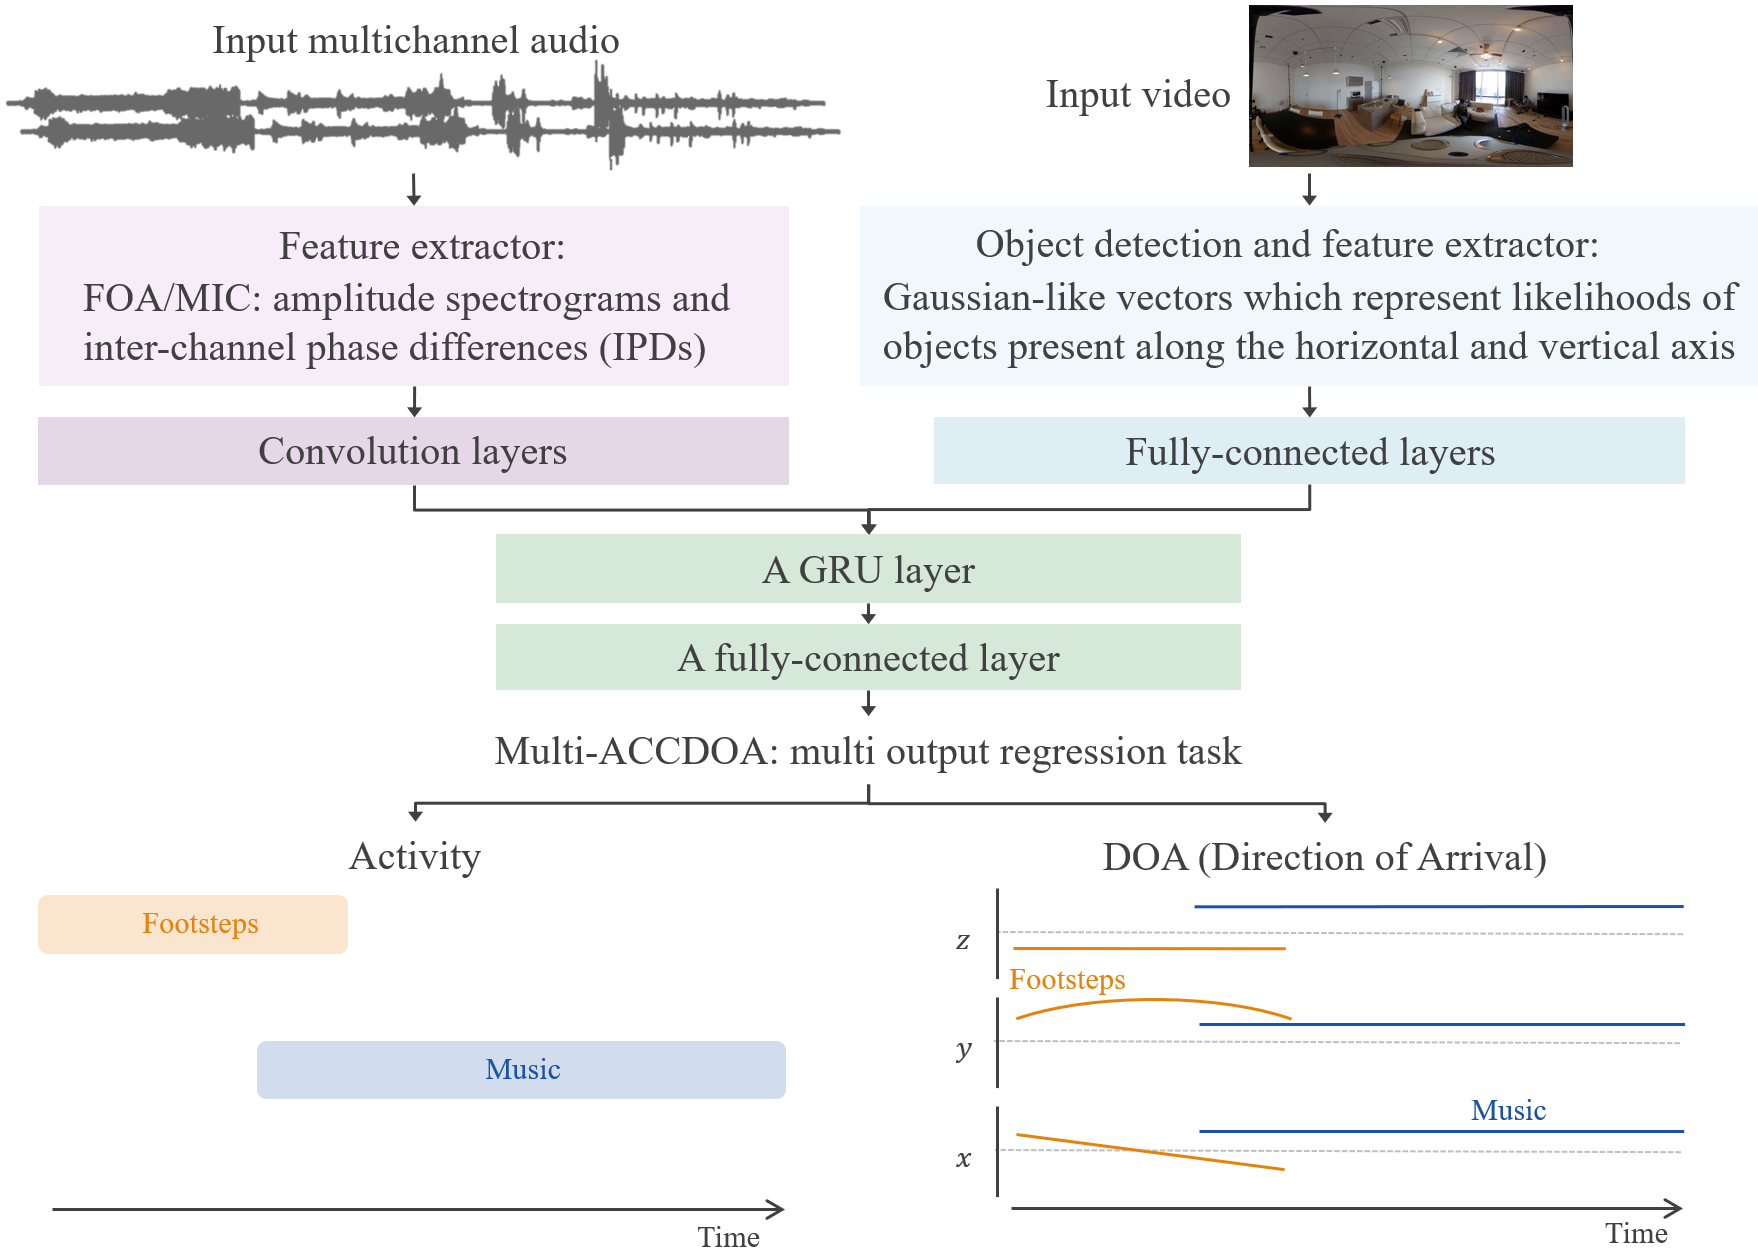 Input multichannel audio
Input video
Feature extractor:
FOA/MIC: amplitude spectrograms and
inter-channel phase differences (IPDs)
Object detection and feature extractor:
Gaussian-like vectors which represent likelihoods of
objects present along the horizontal and vertical axis
Convolution layers
Fully-connected layers
A GRU layer
A fully-connected layer
Multi-ACCDOA: multi output regression task
Activity
Footsteps
Music
Time
DOA (Direction of Arrival)
z
Footsteps
y
Music
x
Time